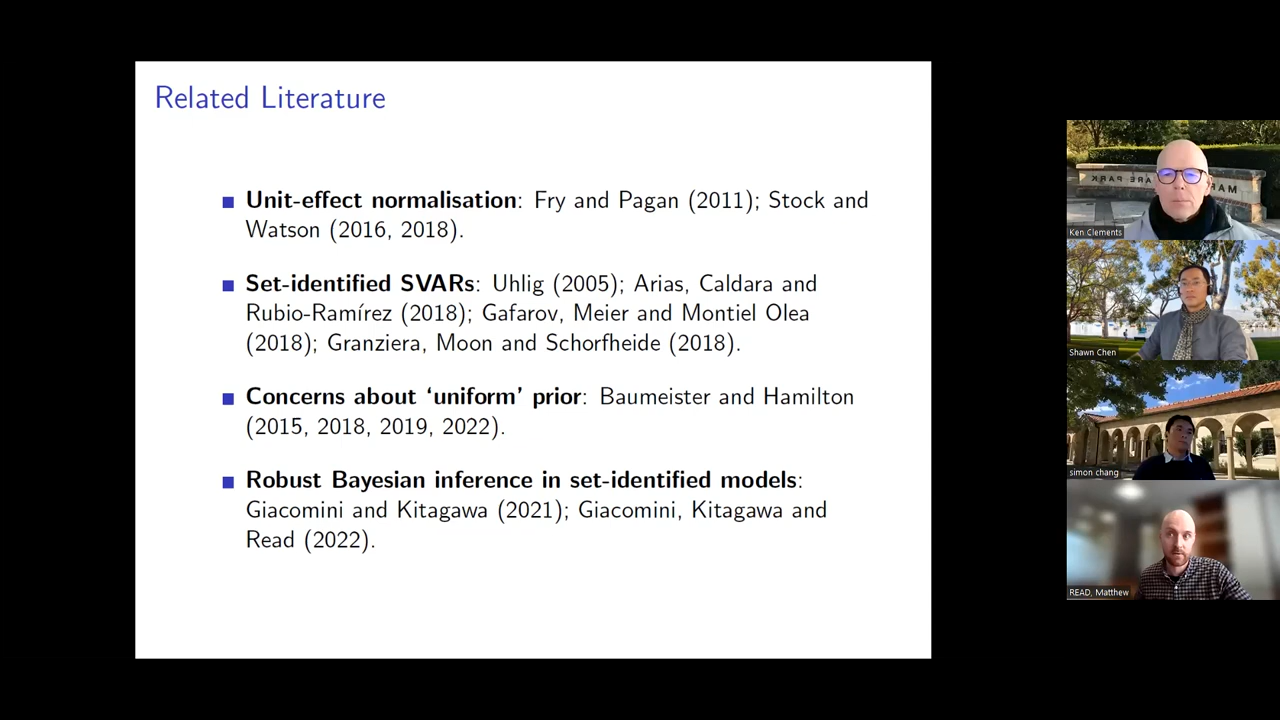 Related Literature
Unit-effect normalisation: Fry and Pagan (2011); Stock and
Watson (2016, 2018).
Set-identified SVARs: Uhlig (2005); Arias, Caldara and
Rubio-Ramírez (2018); Gafarov, Meier and Montiel Olea
(2018); Granziera, Moon and Schorfheide (2018).
Concerns about ‘uniform’ prior: Baumeister and Hamilton
(2015, 2018, 2019, 2022).
Robust Bayesian inference in set-identified models:
Giacomini and Kitagawa (2021); Giacomini, Kitagawa and
Read (2022).
Ken Clements
Shawn Chen
simon chang
READ, Matthew